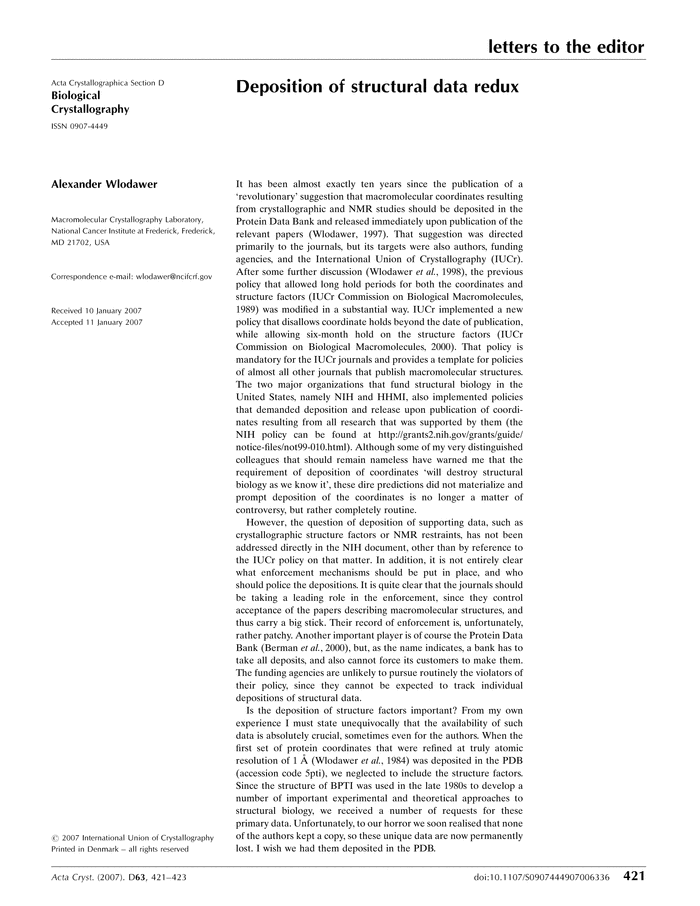 letters to the editor
Acta Crystallographica Section D
Biological
Crystallography
ISSN 0907-4449
Deposition of structural data redux
Alexander Wlodawer
Macromolecular Crystallography Laboratory,
National Cancer Institute at Frederick, Frederick,
MD 21702, USA
Correspondence e-mail: wlodawer@ncifcrf.gov
Received 10 January 2007
Accepted 11 January 2007
It has been almost exactly ten years since the publication of a
‘revolutionary’ suggestion that macromolecular coordinates resulting
from crystallographic and NMR studies should be deposited in the
Protein Data Bank and released immediately upon publication of the
relevant papers (Wlodawer, 1997). That suggestion was directed
primarily to the journals, but its targets were also authors, funding
agencies, and the International Union of Crystallography (IUCr).
After some further discussion (Wlodawer et al., 1998), the previous
policy that allowed long hold periods for both the coordinates and
structure factors (IUCr Commission on Biological Macromolecules,
1989) was modified in a substantial way. IUCr implemented a new
policy that disallows coordinate holds beyond the date of publication,
while allowing six-month hold on the structure factors (IUCr
Commission on Biological Macromolecules, 2000). That policy is
mandatory for the IUCr journals and provides a template for policies
of almost all other journals that publish macromolecular structures.
The two major organizations that fund structural biology in the
United States, namely NIH and HHMI, also implemented policies
that demanded deposition and release upon publication of coordi-
nates resulting from all research that was supported by them (the
NIH policy can be found at http://grants2.nih.gov/grants/guide/
notice-files/not99-010.html). Although some of my very distinguished
colleagues that should remain nameless have warned me that the
requirement of deposition of coordinates ‘will destroy structural
biology as we know it’, these dire predictions did not materialize and
prompt deposition of the coordinates is no longer a matter of
controversy, but rather completely routine.
However, the question of deposition of supporting data, such as
crystallographic structure factors or NMR restraints, has not been
addressed directly in the NIH document, other than by reference to
the IUCr policy on that matter. In addition, it is not entirely clear
what enforcement mechanisms should be put in place, and who
should police the depositions. It is quite clear that the journals should
be taking a leading role in the enforcement, since they control
acceptance of the papers describing macromolecular structures, and
thus carry a big stick. Their record of enforcement is, unfortunately,
rather patchy. Another important player is of course the Protein Data
Bank (Berman et al., 2000), but, as the name indicates, a bank has to
take all deposits, and also cannot force its customers to make them.
The funding agencies are unlikely to pursue routinely the violators of
their policy, since they cannot be expected to track individual
depositions of structural data.
Is the deposition of structure factors important? From my own
experience I must state unequivocally that the availability of such
data is absolutely crucial, sometimes even for the authors. When the
first set of protein coordinates that were refined at truly atomic
resolution of 1 Å (Wlodawer et al., 1984) was deposited in the PDB
(accession code 5pti), we neglected to include the structure factors.
Since the structure of BPTI was used in the late 1980s to develop a
number of important experimental and theoretical approaches to
structural biology, we received a number of requests for these
primary data. Unfortunately, to our horror we soon realised that none
of the authors kept a copy, so these unique data are now permanently
lost. I wish we had them deposited in the PDB.
© 2007 International Union of Crystallography
Printed in Denmark – all rights reserved
Acta Cryst. (2007). D63, 421–423
doi:10.1107/S0907444907006336 421